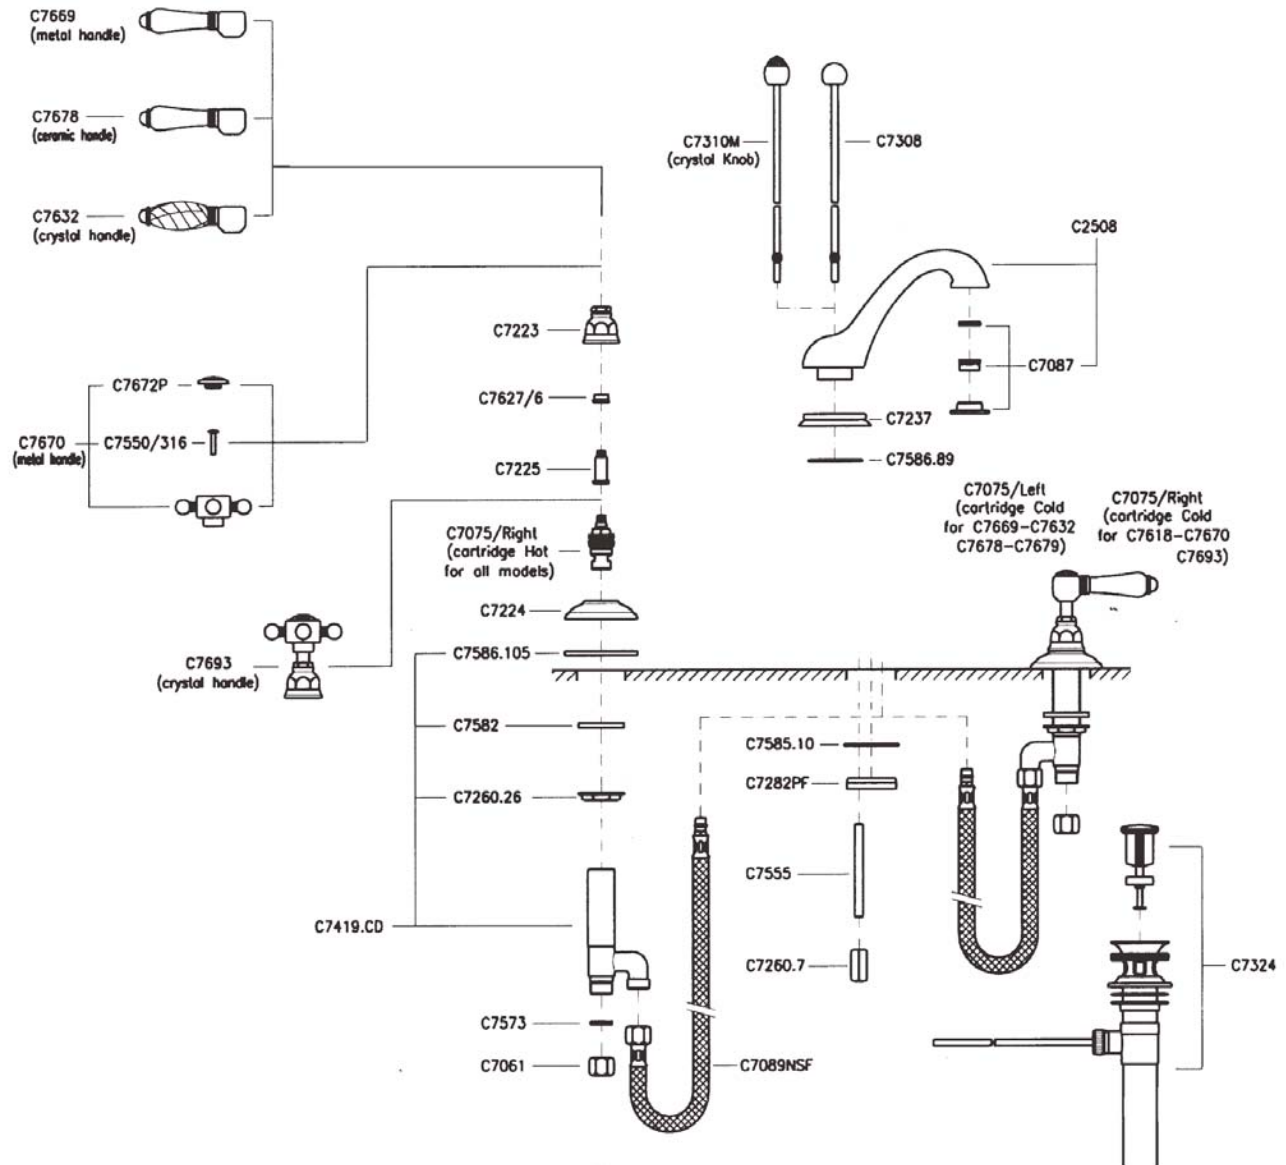 C7669
(metal handle)
C7678
(ceramic handle)
C7632
(crystal handle)
C7310M
(crystal Knob)
C7308
C2508
C7223
C7087
C7672P
C7627/6
C7237
C7670
(metal handle)
C7550/316
C7586.89
C7225
C7075/Left
(cartridge Cold
for C7669-C7632
C7678-C7679)
C7075/Right
(cartridge Cold
for C7618-C7670
C7693)
C7075/Right
(cartridge Hot
for all models)
C7224
C7586.105
C7693
(crystal handle)
C7582
C7585.10
C7282PF
C7260.26
C7555
C7419.CD
C7260.7
C7324
C7573
C7061
C7089NSF